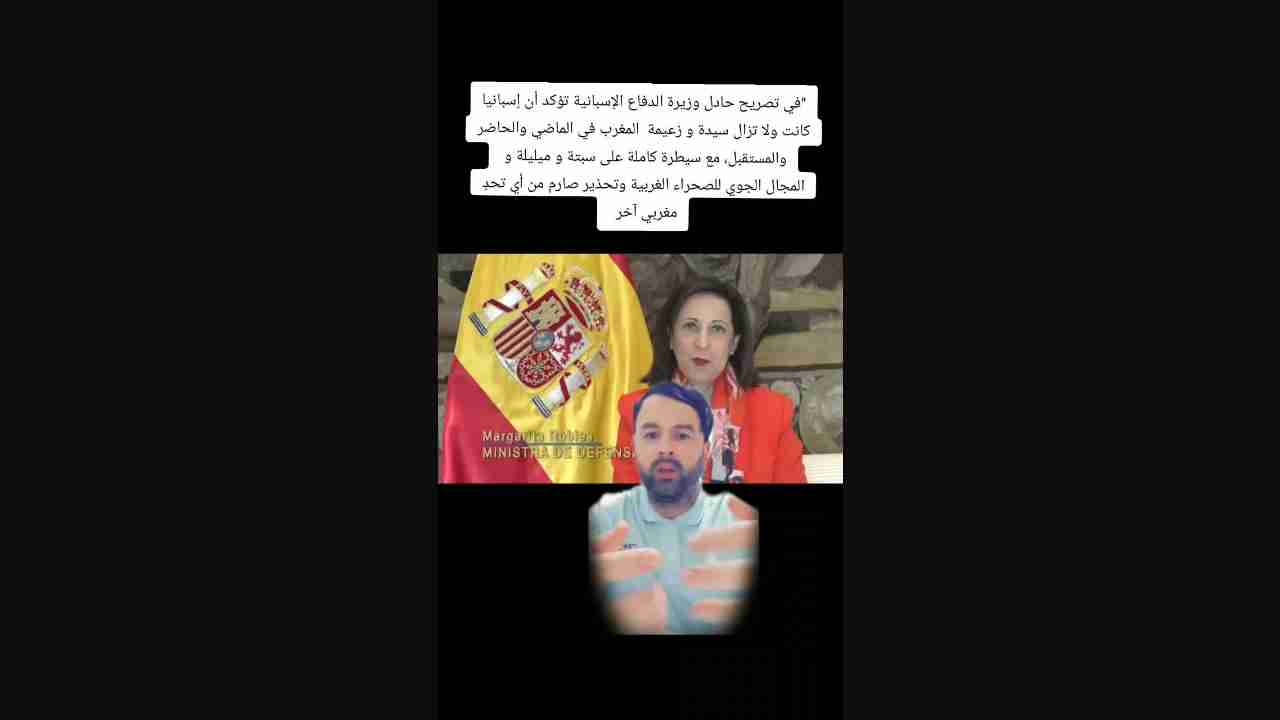 "في تصريح حادل وزيرة الدفاع الإسبانية تؤكد أن إسبانيا
كانت ولا تزال سيدة و زعيمة المغرب في الماضي والحاضر
والمستقبل، مع سيطرة كاملة على سبتة و ميليلة و
المجال الجوي للصحراء الغربية وتحذير صارم من أي تحدٍ
مغربي آخر
Margarita Robles
MINISTRA DE DEFENSA